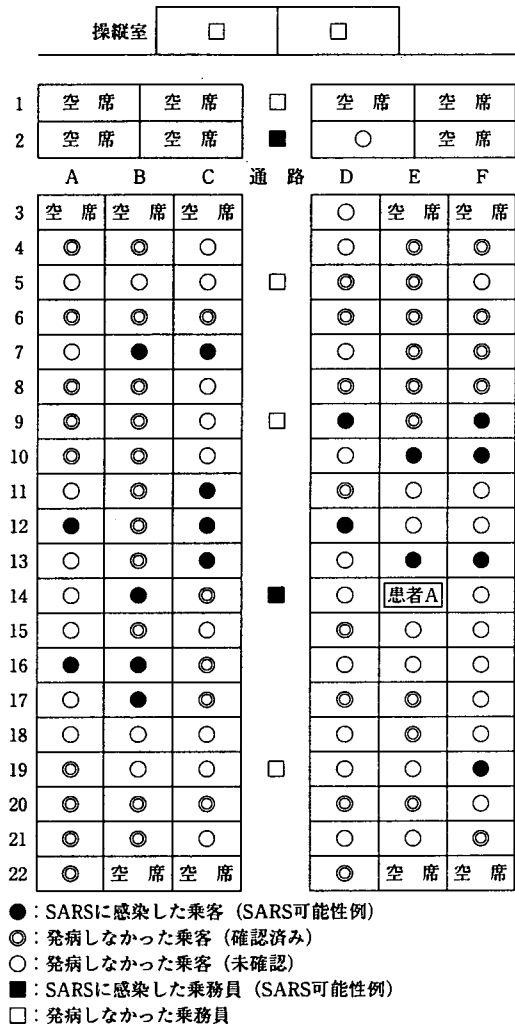 操縦室 □ □
1 空席 空席 □ 空席 空席
2 空席 空席 ■ ○ 空席
A B C 通路 D E F
3 空席 空席 空席 ○ 空席 空席
4 ◎ ◎ ○ ○ ◎ ◎
5 ○ ○ ○ □ ◎ ◎ ○
6 ◎ ◎ ◎ ◎ ◎ ◎
7 ○ ● ● ○ ◎ ◎
8 ◎ ◎ ○ ◎ ◎ ◎
9 ◎ ◎ ○ □ ● ◎ ●
10 ◎ ◎ ○ ○ ● ●
11 ○ ◎ ● ◎ ○ ○
12 ● ◎ ● ● ○ ○
13 ○ ◎ ● ○ ● ●
14 ○ ● ◎ ■ ○ 患者A ○
15 ○ ◎ ○ ◎ ○ ○
16 ● ● ◎ ○ ○ ○
17 ○ ● ◎ ◎ ◎ ○
18 ○ ○ ○ ○ ◎ ○
19 ◎ ○ ○ □ ○ ○ ●
20 ◎ ◎ ◎ ◎ ◎ ○
21 ◎ ◎ ○ ○ ○ ◎
22 ◎ 空席 空席 ◎ 空席 空席
●：SARSに感染した乗客（SARS可能性例）
◎：発病しなかった乗客（確認済み）
○：発病しなかった乗客（未確認）
■：SARSに感染した乗務員（SARS可能性例）
□：発病しなかった乗務員